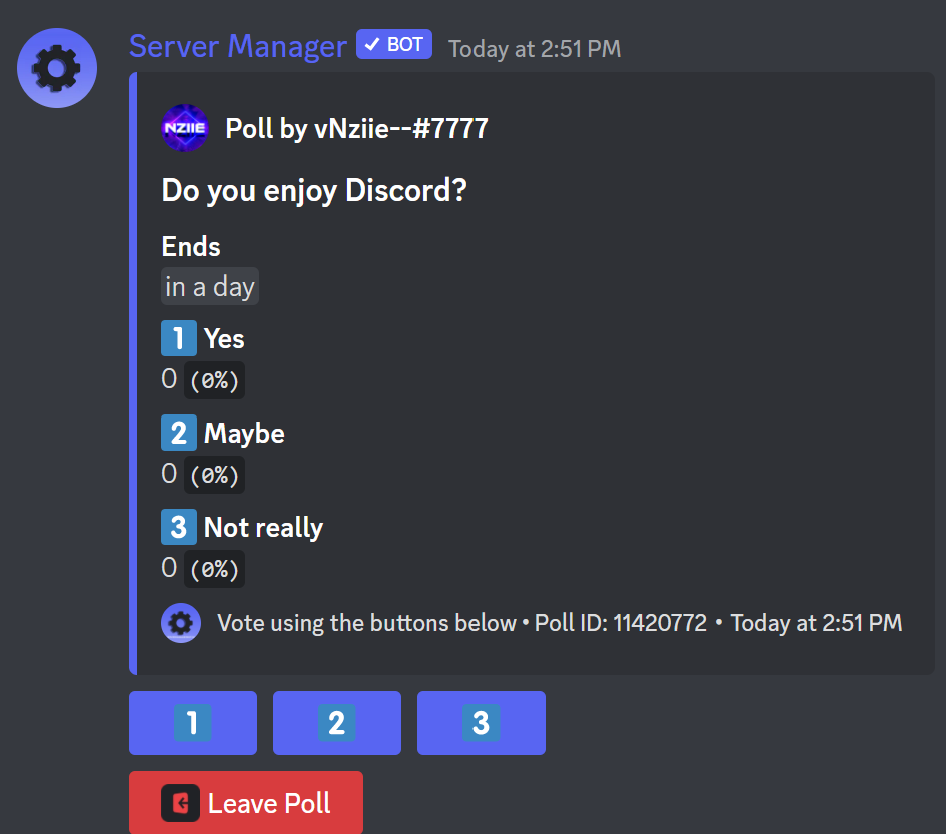 Server Manager ✓ BOT Today at 2:51 PM
NZIIE Poll by vNziie--#7777
Do you enjoy Discord?
Ends
in a day
1 Yes
0 (0%)
2 Maybe
0 (0%)
3 Not really
0 (0%)
Vote using the buttons below • Poll ID: 11420772 • Today at 2:51 PM
1 2 3
Leave Poll